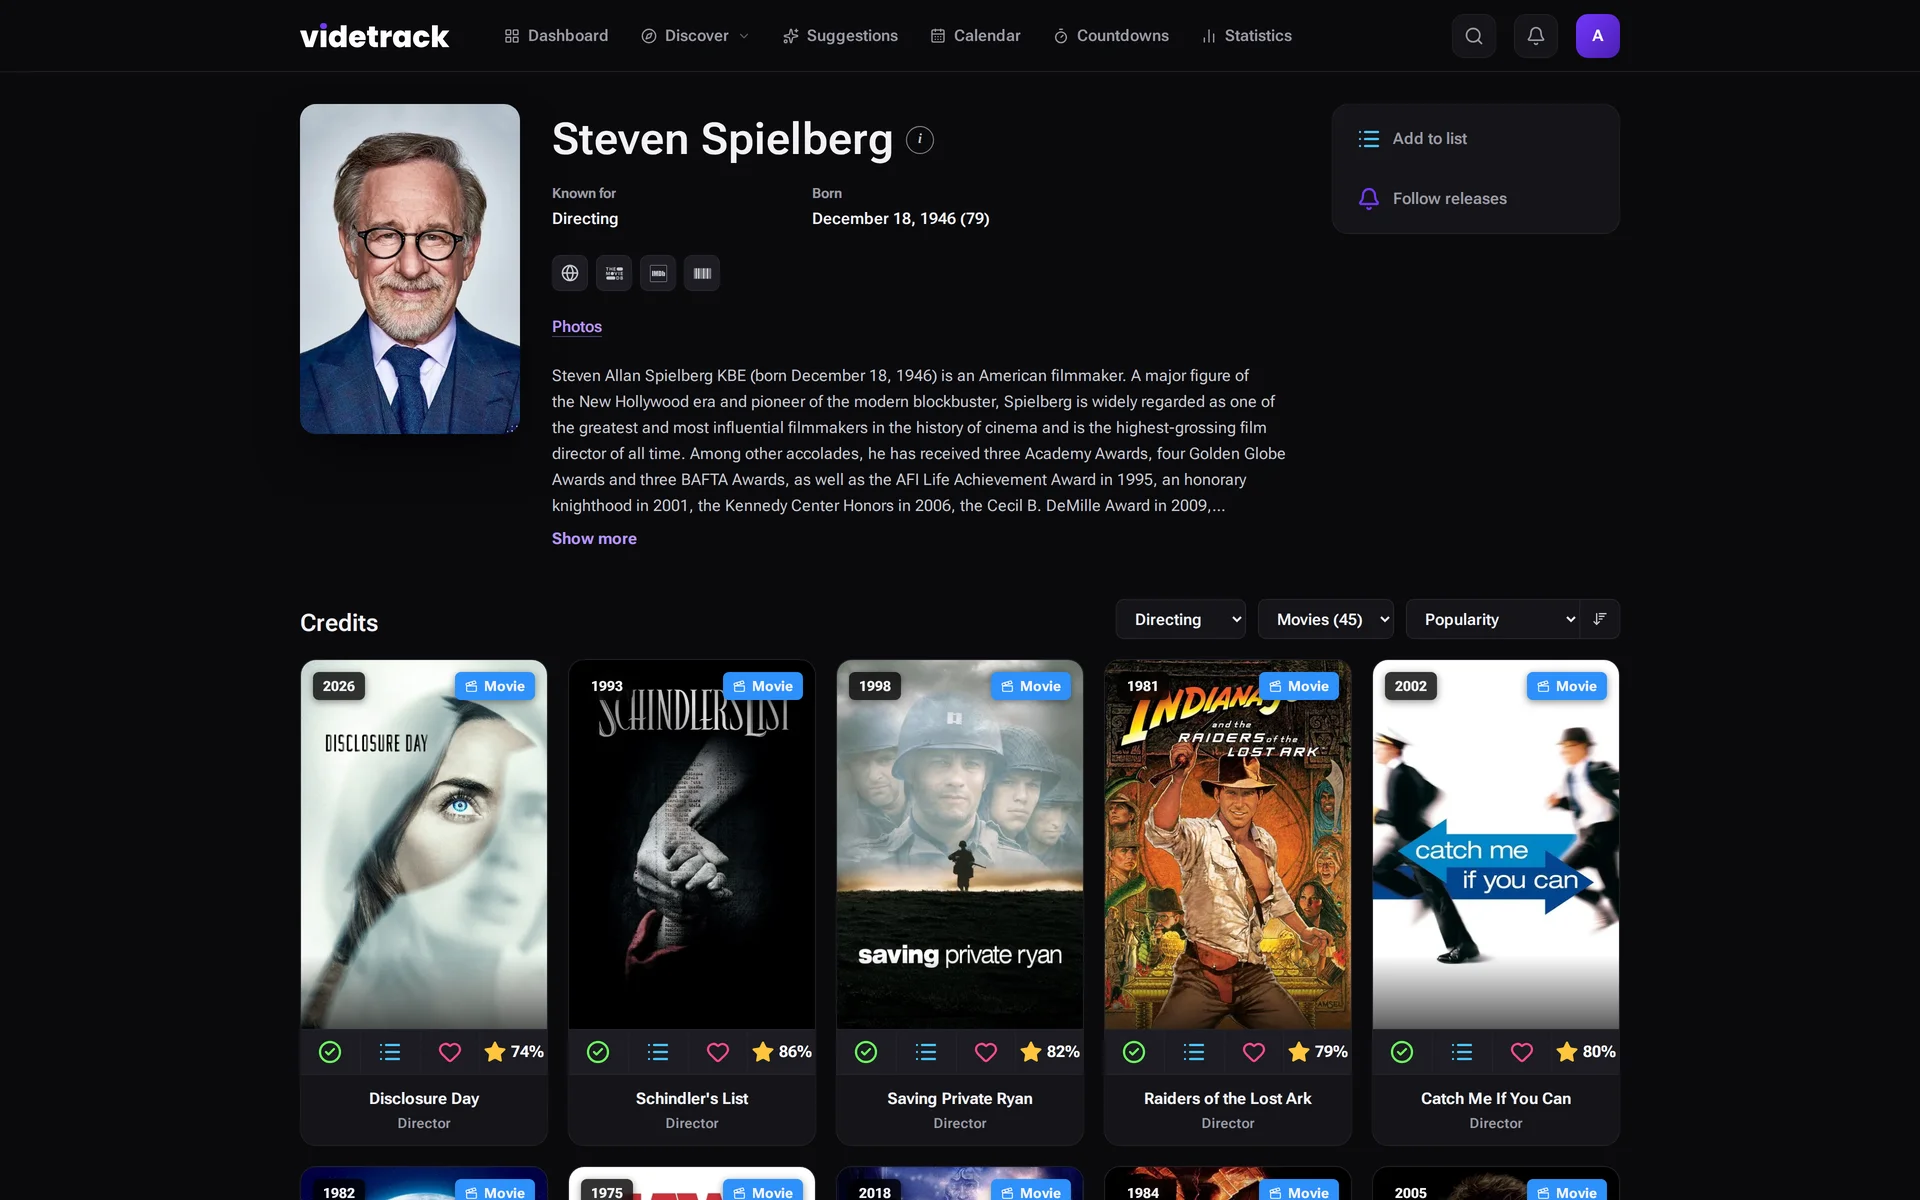 videtrack
Dashboard
Discover
Suggestions
Calendar
Countdowns
Statistics
A
Steven Spielberg
i
Known for
Directing
Born
December 18, 1946 (79)
THE MOVIE DB
IMDb
Photos
Steven Allan Spielberg KBE (born December 18, 1946) is an American filmmaker. A major figure of
the New Hollywood era and pioneer of the modern blockbuster, Spielberg is widely regarded as one of
the greatest and most influential filmmakers in the history of cinema and is the highest-grossing film
director of all time. Among other accolades, he has received three Academy Awards, four Golden Globe
Awards and three BAFTA Awards, as well as the AFI Life Achievement Award in 1995, an honorary
knighthood in 2001, the Kennedy Center Honors in 2006, the Cecil B. DeMille Award in 2009,...
Show more
Add to list
Follow releases
Credits
Directing
Movies (45)
Popularity
2026
Movie
DISCLOSURE DAY
74%
Disclosure Day
Director
1993
Movie
SCHINDLER'S LIST
86%
Schindler's List
Director
1998
Movie
saving private ryan
82%
Saving Private Ryan
Director
1981
Movie
INDIANA
and the
RAIDERS of the
LOST ARK
79%
Raiders of the Lost Ark
Director
2002
Movie
catch me
if you can
80%
Catch Me If You Can
Director
1982
Movie
1975
Movie
2018
Movie
1984
Movie
2005
Movie